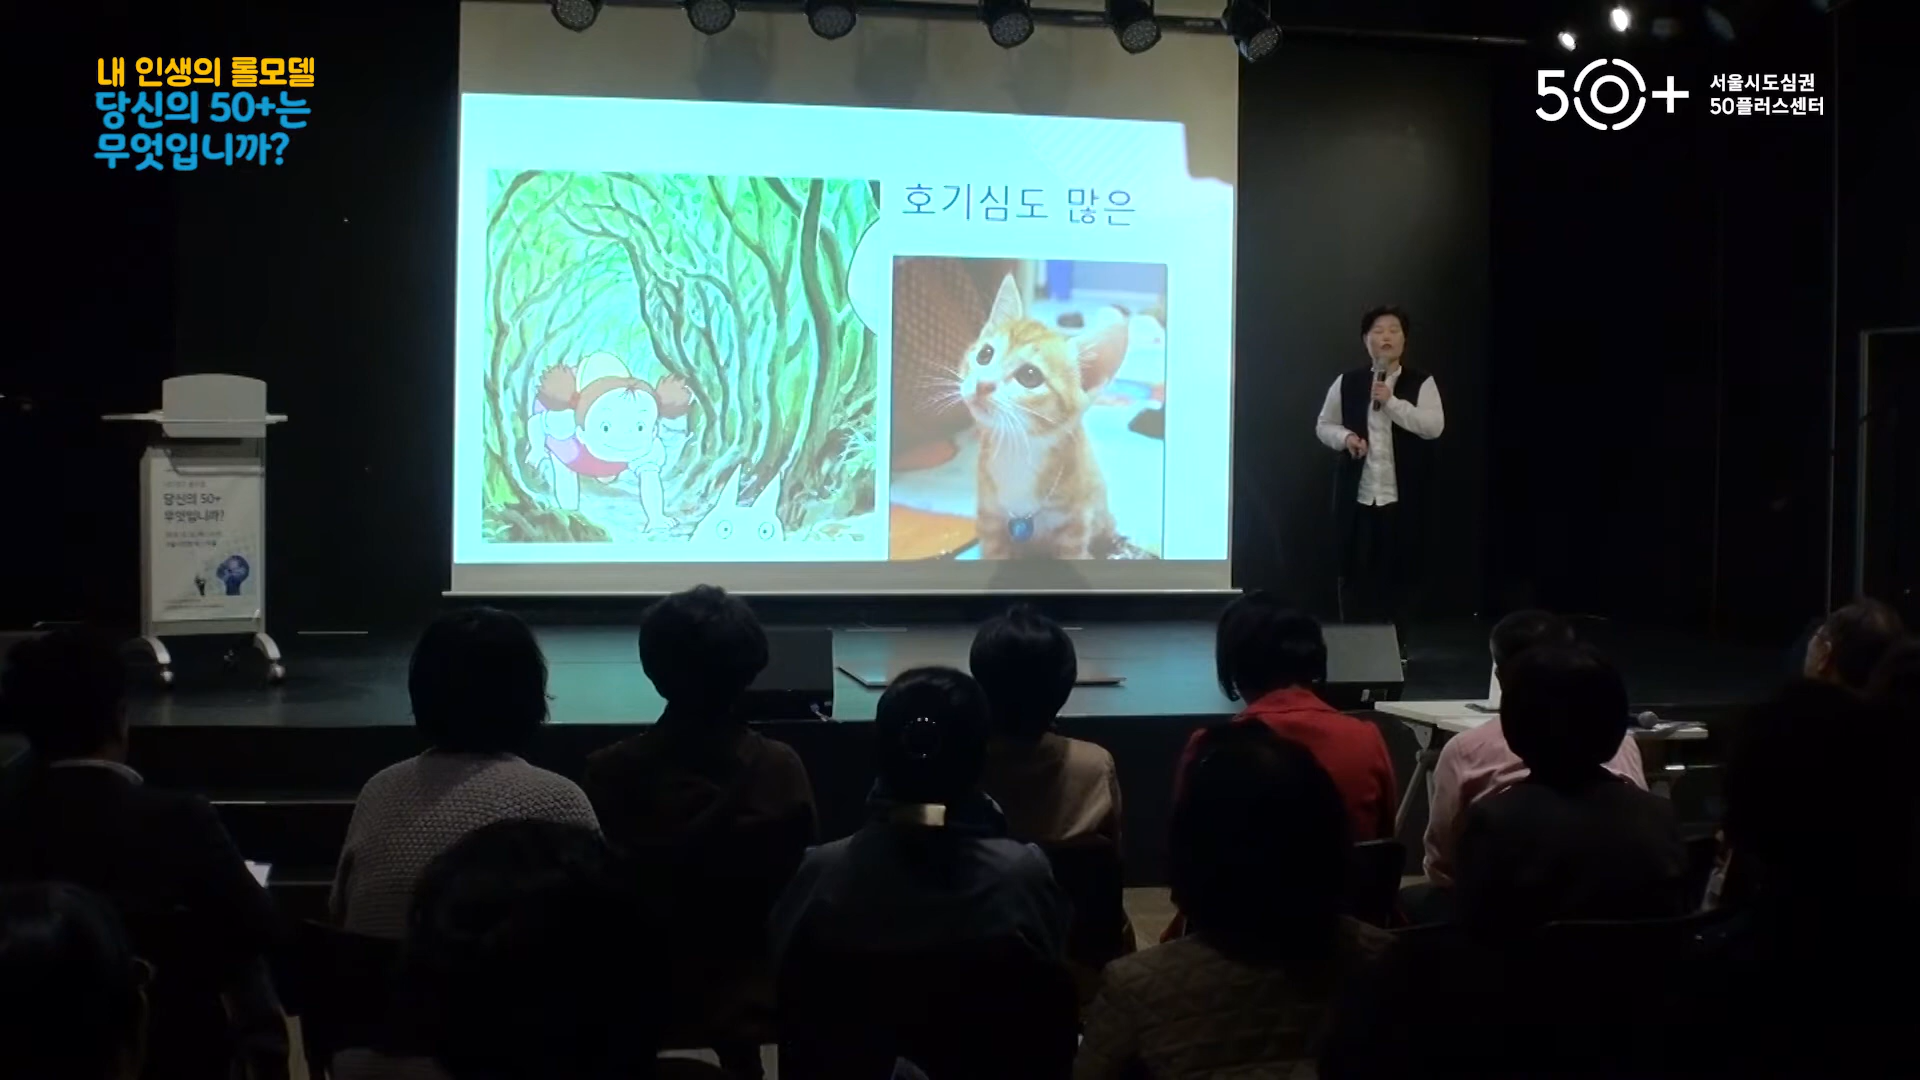 내 인생의 롤모델
당신의 50+는
무엇입니까?
50+
서울시도심권
50플러스센터
호기심도 많은
당신의 50+
무엇입니까?